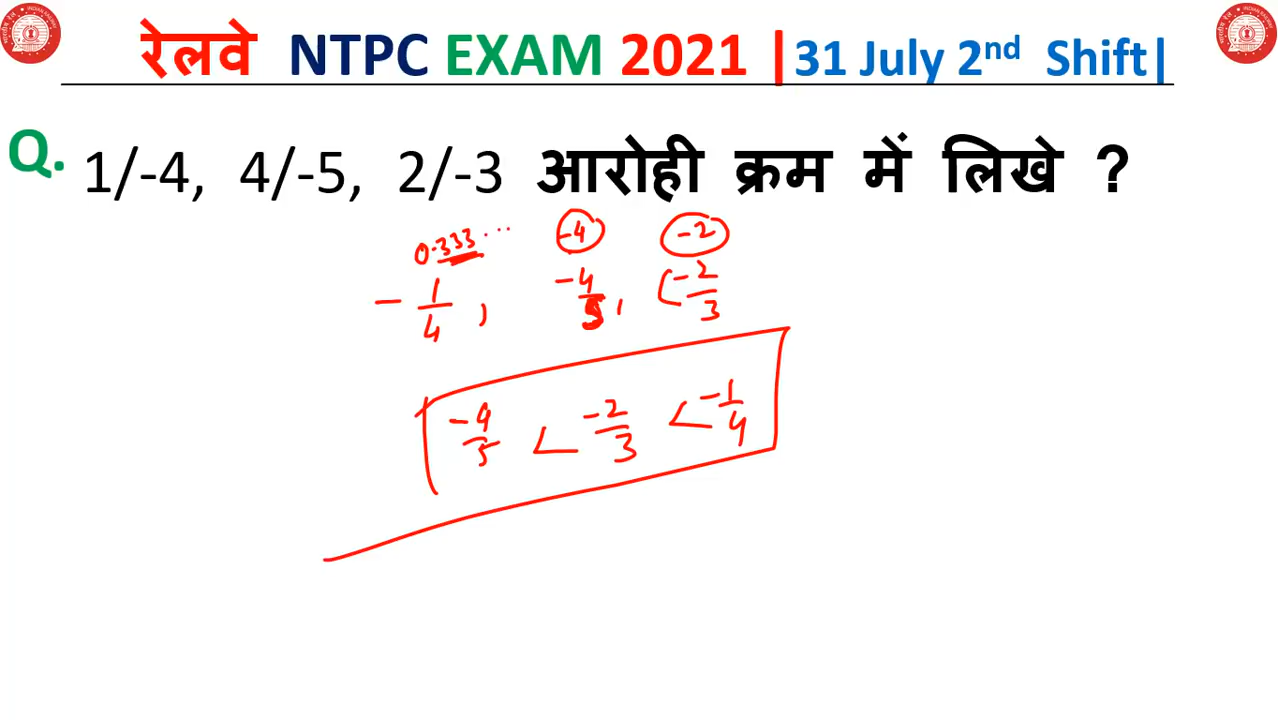 रेलवे NTPC EXAM 2021 |31 July 2nd Shift|
Q. 1/-4, 4/-5, 2/-3 आरोही क्रम में लिखे ?
0.333... -4 -2
-1/4, -4/5, <-2/3
-4/5 < -2/3 < -1/4